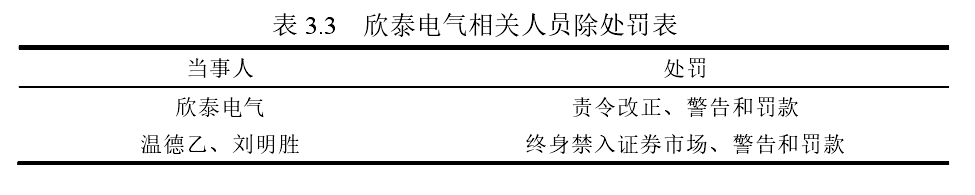 表 3.3 欣泰电气相关人员除处罚表
当事人 处罚
欣泰电气 责令改正、警告和罚款
温德乙、刘明胜 终身禁入证券市场、警告和罚款